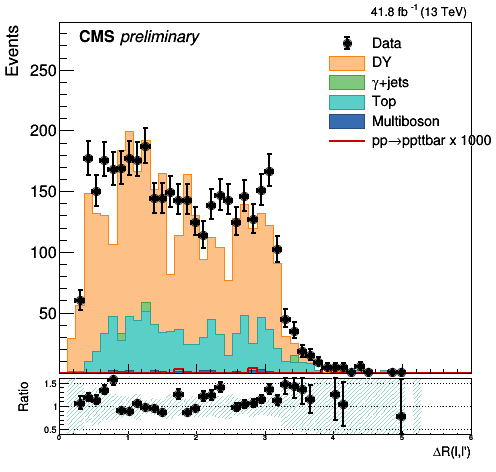 41.8 fb⁻¹ (13 TeV)
CMS preliminary
Events
250
200
150
100
50
Data
DY
γ+jets
Top
Multiboson
pp→ppttbar x 1000
Ratio
1.5
1
0.5
0 1 2 3 4 5 6
ΔR(l,l')